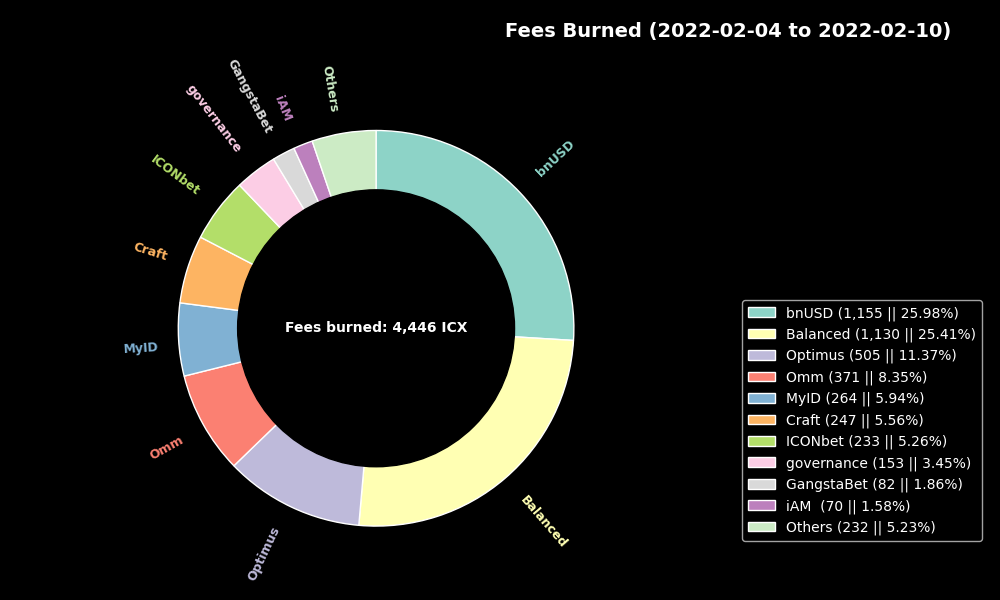 Fees Burned (2022-02-04 to 2022-02-10)
Others
iAM
GangstaBet
governance
ICONbet
Craft
MyID
Omm
Optimus
Balanced
bnUSD
Fees burned: 4,446 ICX
bnUSD (1,155 || 25.98%)
Balanced (1,130 || 25.41%)
Optimus (505 || 11.37%)
Omm (371 || 8.35%)
MyID (264 || 5.94%)
Craft (247 || 5.56%)
ICONbet (233 || 5.26%)
governance (153 || 3.45%)
GangstaBet (82 || 1.86%)
iAM  (70 || 1.58%)
Others (232 || 5.23%)